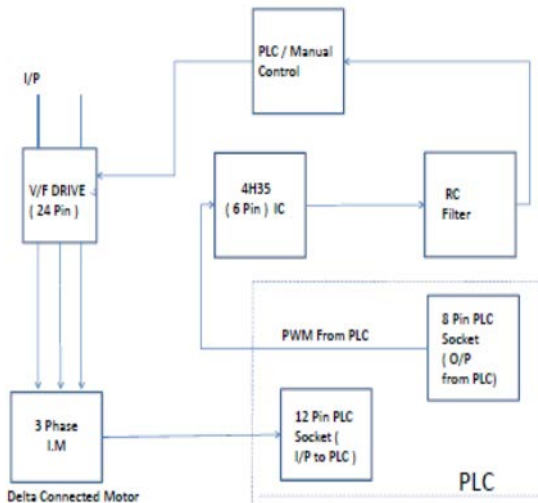 PLC / Manual
Control
I/P
V/F DRIVE
( 24 Pin )
4H35
( 6 Pin ) IC
RC
Filter
PWM From PLC
8 Pin PLC
Socket
( O/P
from PLC)
3 Phase
I.M
12 Pin PLC
Socket (
I/P to PLC )
PLC
Delta Connected Motor